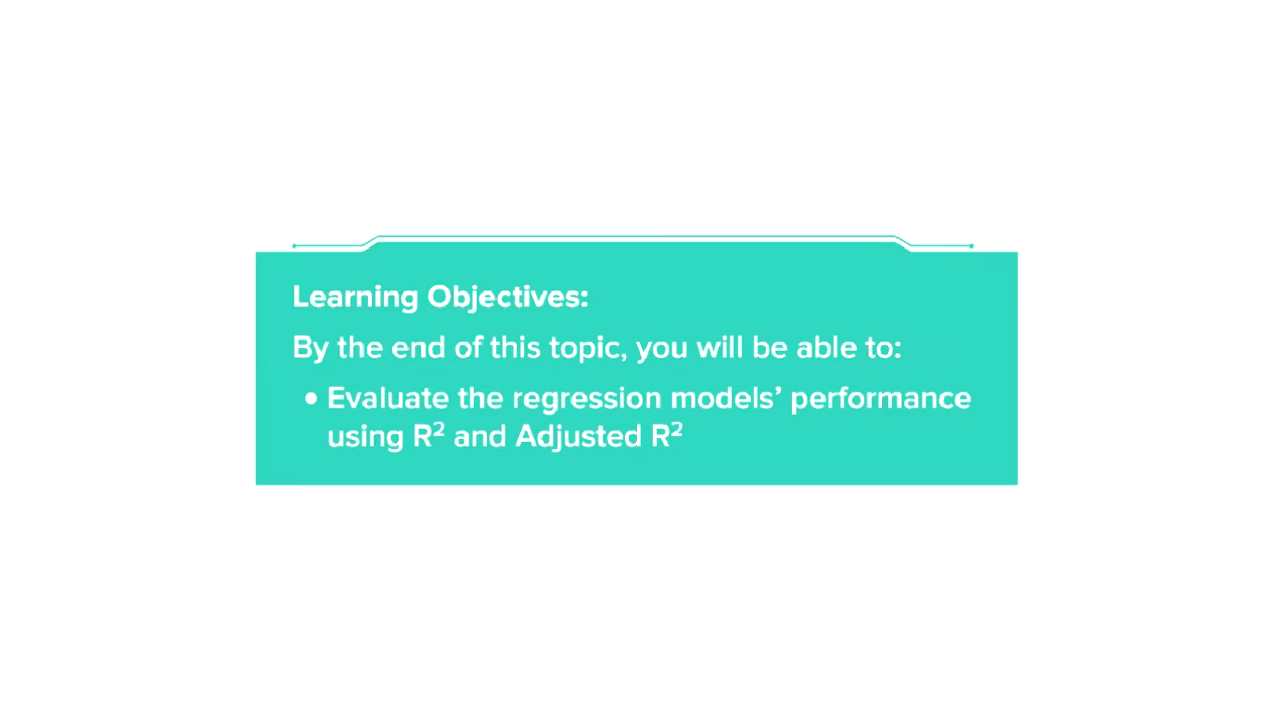 Learning Objectives:
By the end of this topic, you will be able to:
• Evaluate the regression models’ performance
using R² and Adjusted R²